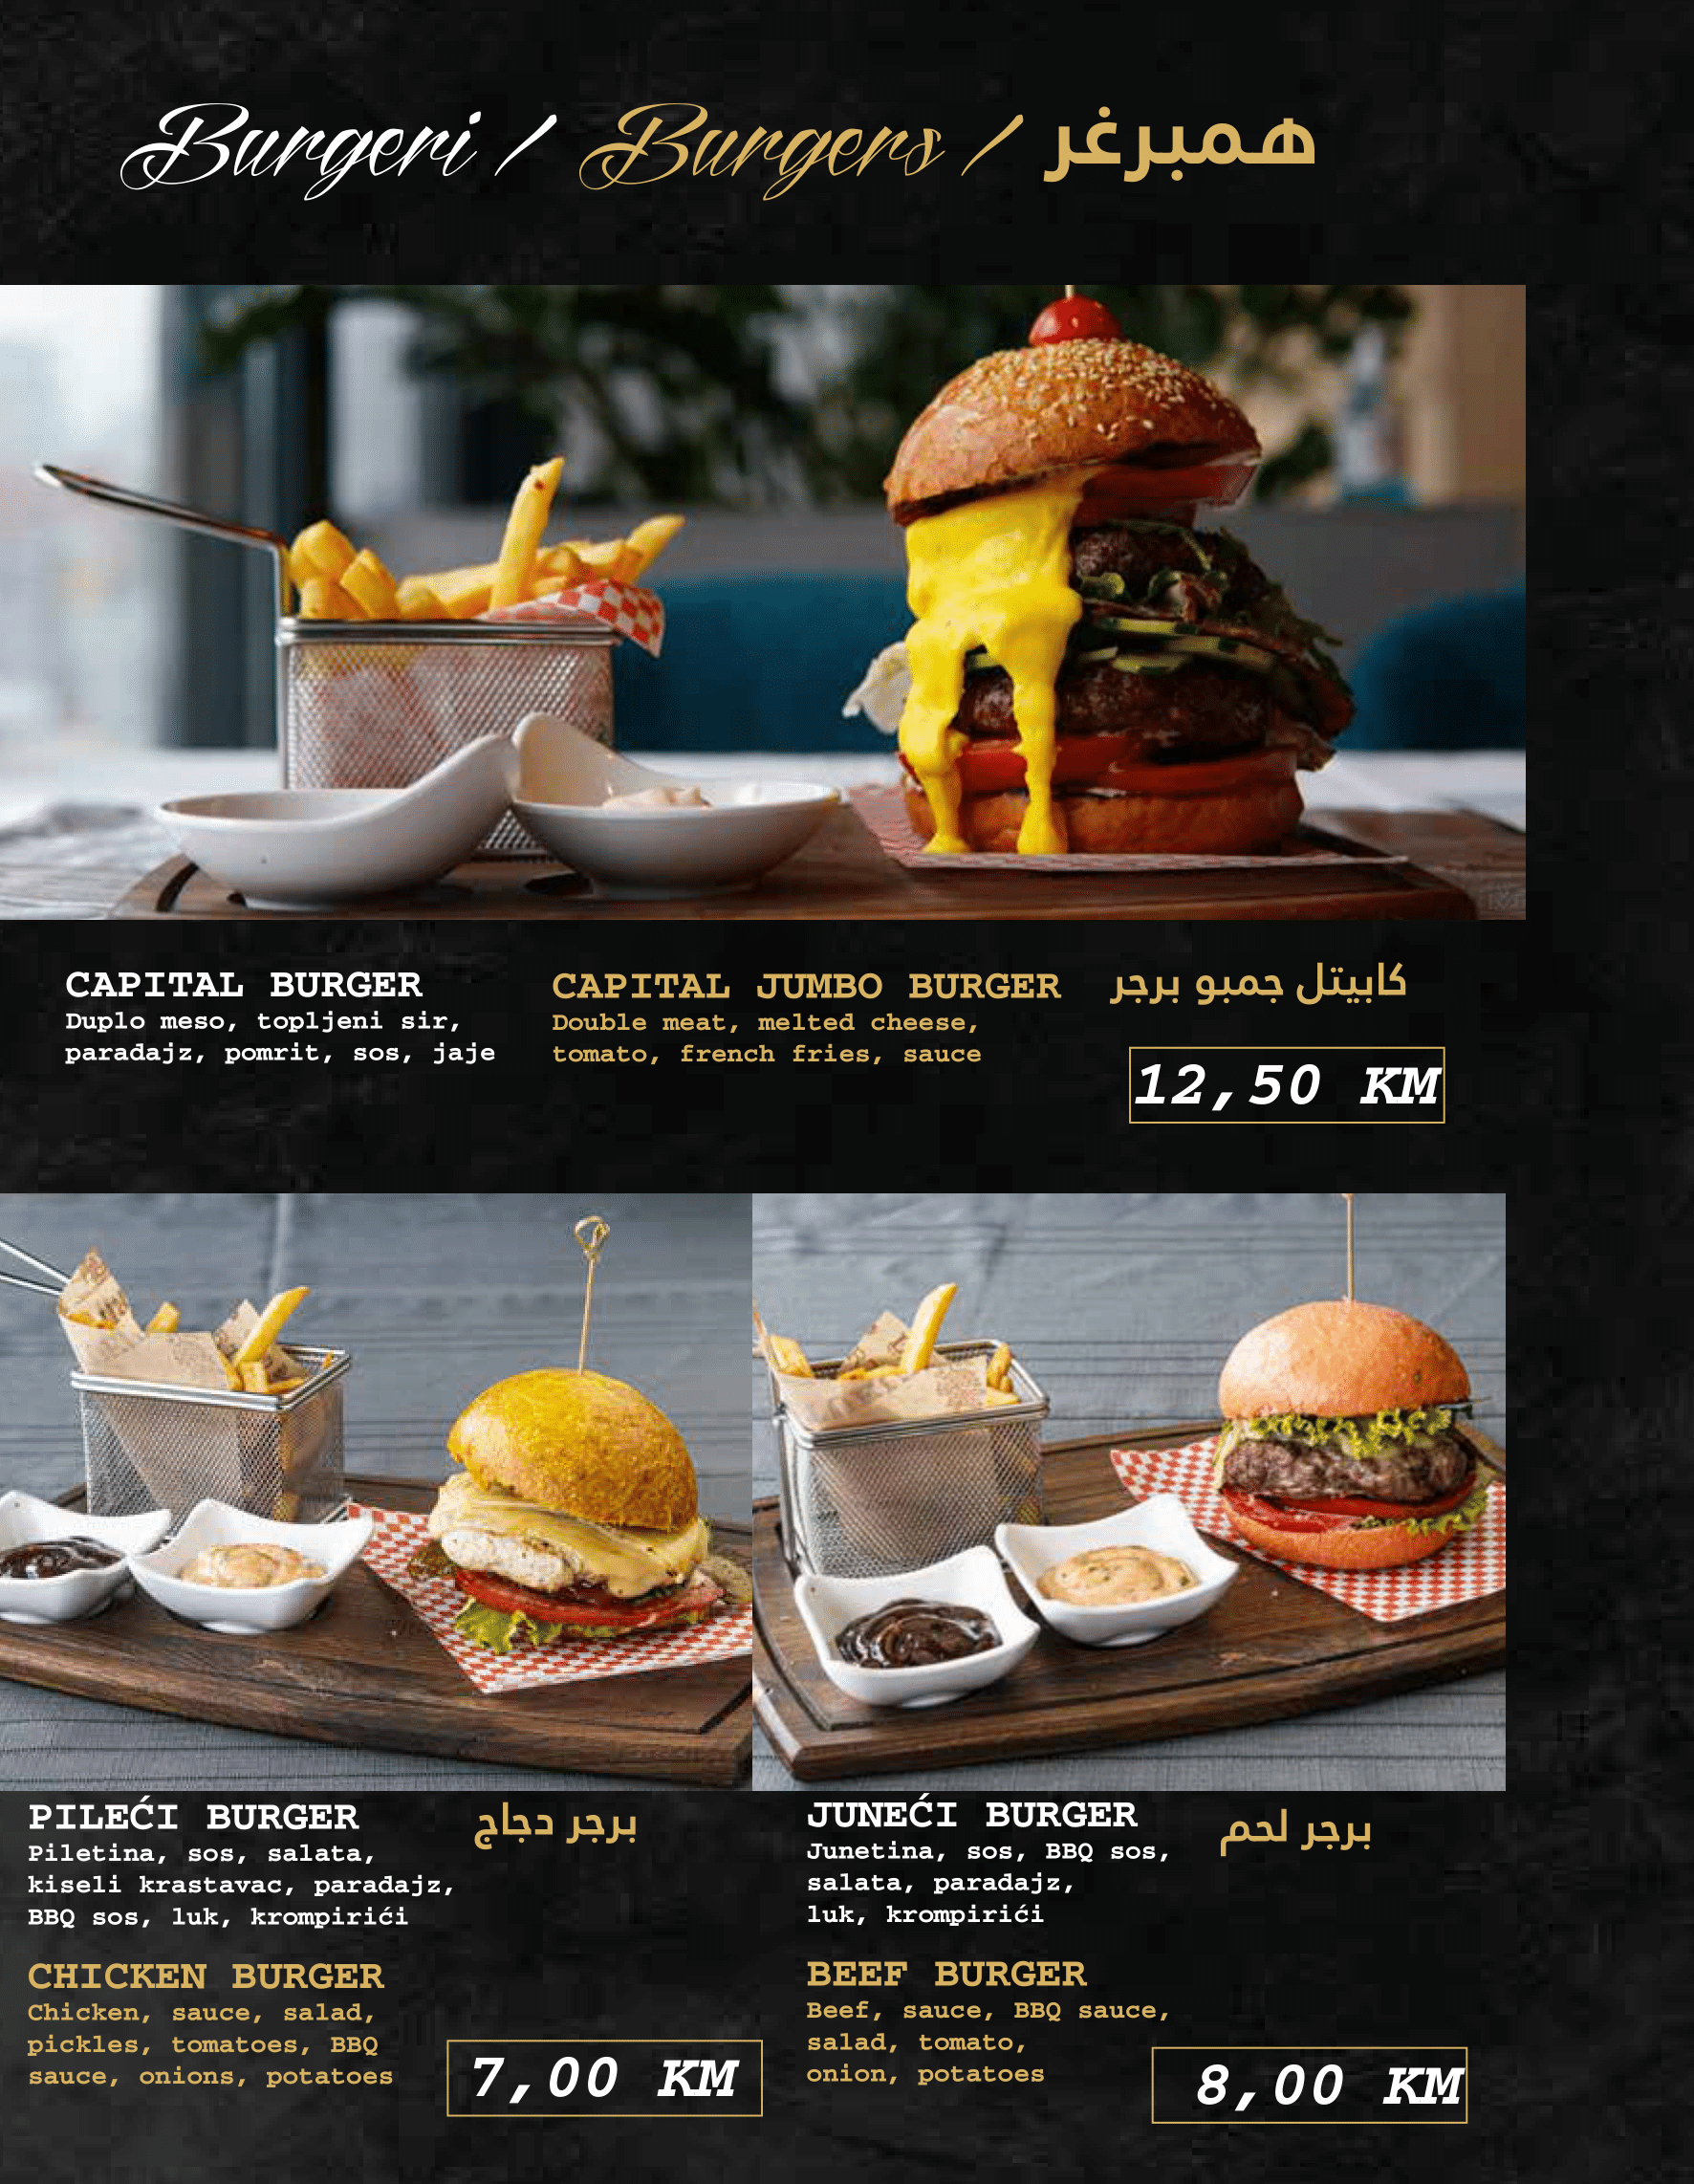 Burgeri / Burgers / همبرغر
CAPITAL BURGER
Duplo meso, topljeni sir,
paradajz, pomrit, sos, jaje
CAPITAL JUMBO BURGER
Double meat, melted cheese,
tomato, french fries, sauce
كابيتل جمبو برجر
12,50 KM
PILEĆI BURGER
Piletina, sos, salata,
kiseli krastavac, paradajz,
BBQ sos, luk, krompirići
برجر دجاج
CHICKEN BURGER
Chicken, sauce, salad,
pickles, tomatoes, BBQ
sauce, onions, potatoes
7,00 KM
JUNEĆI BURGER
Junetina, sos, BBQ sos,
salata, paradajz,
luk, krompirići
برجر لحم
BEEF BURGER
Beef, sauce, BBQ sauce,
salad, tomato,
onion, potatoes
8,00 KM